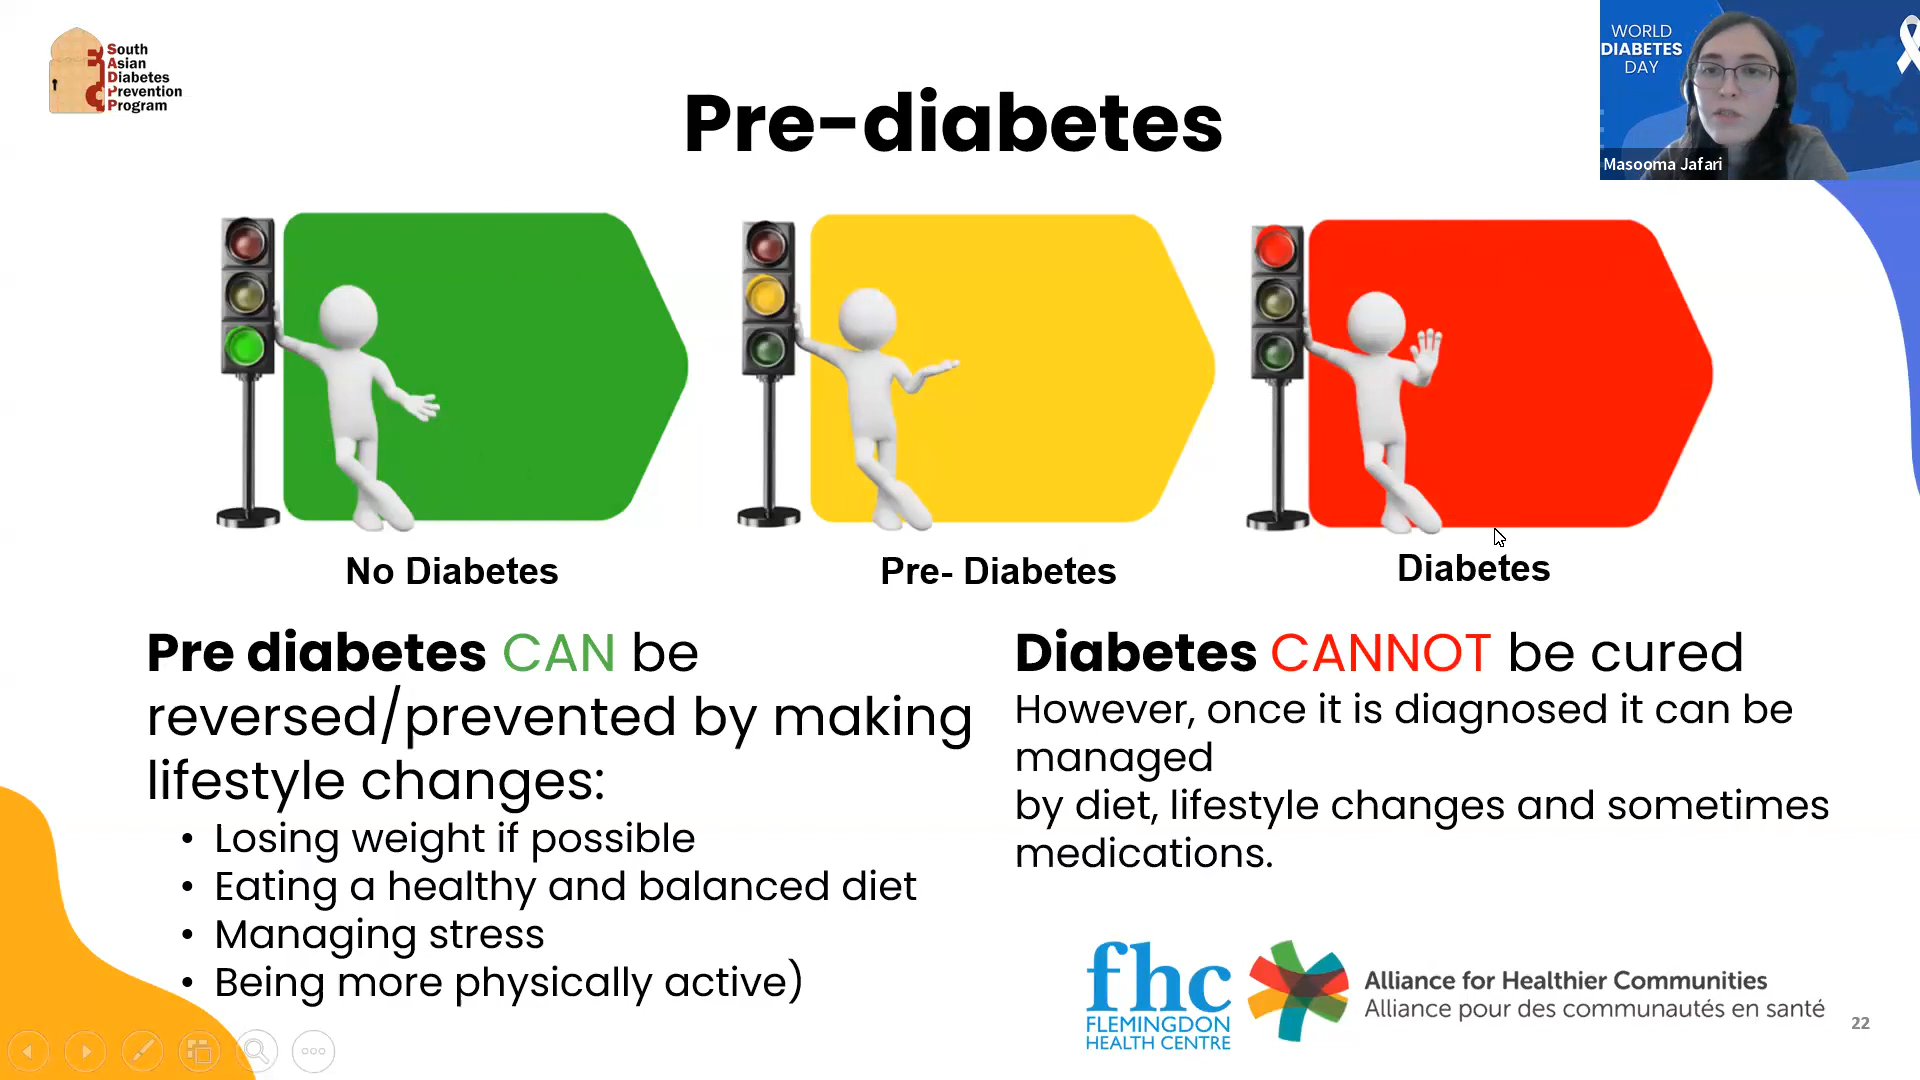 South
Asian
Diabetes
Prevention
Program
Pre-diabetes
WORLD
DIABETES
DAY
Masooma Jafari
No Diabetes
Pre- Diabetes
Diabetes
Pre diabetes CAN be
reversed/prevented by making
lifestyle changes:
• Losing weight if possible
• Eating a healthy and balanced diet
• Managing stress
• Being more physically active)
Diabetes CANNOT be cured
However, once it is diagnosed it can be
managed
by diet, lifestyle changes and sometimes
medications.
fhc
FLEMINGDON
HEALTH CENTRE
Alliance for Healthier Communities
Alliance pour des communautés en santé
22